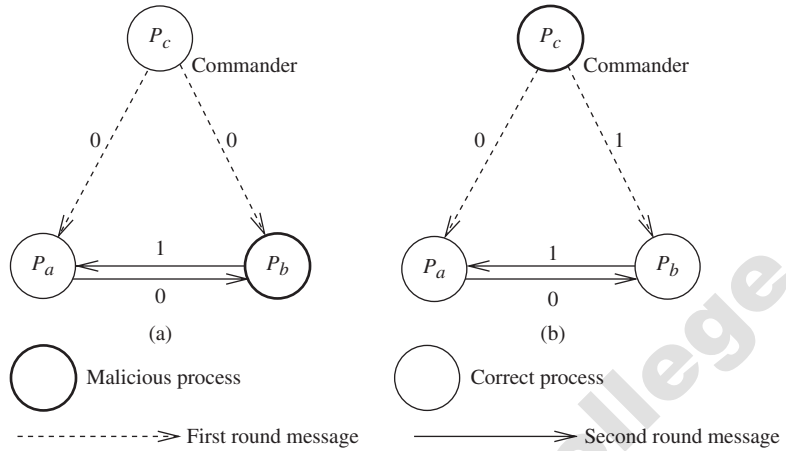 P_c
Commander
0
0
1
P_a
P_b
0
(a)
P_c
Commander
0
1
1
P_a
P_b
0
(b)
Malicious process
Correct process
First round message
Second round message